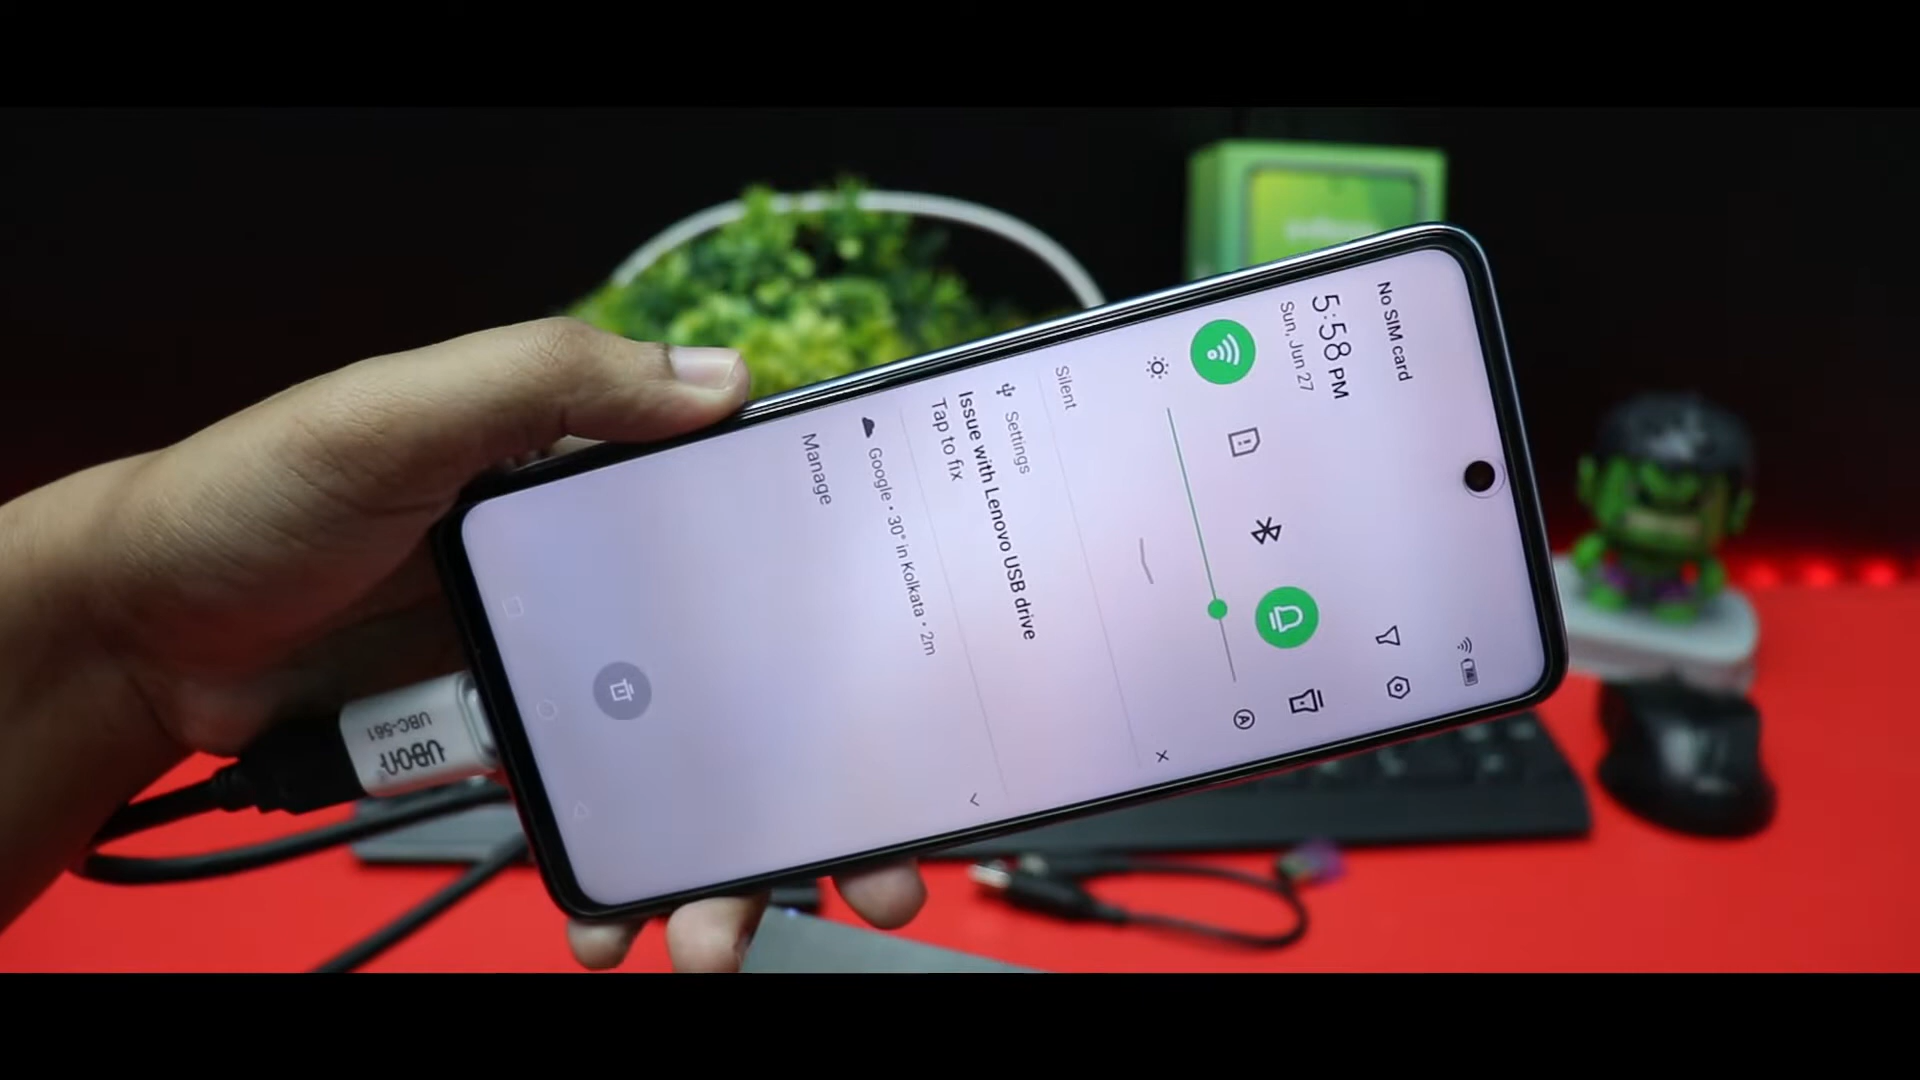 No SIM card
5:58 PM
Sun, Jun 27
Silent
Settings
Issue with Lenovo USB drive
Tap to fix
Google • 30° in Kolkata • 2m
Manage
UBON
UBC-561